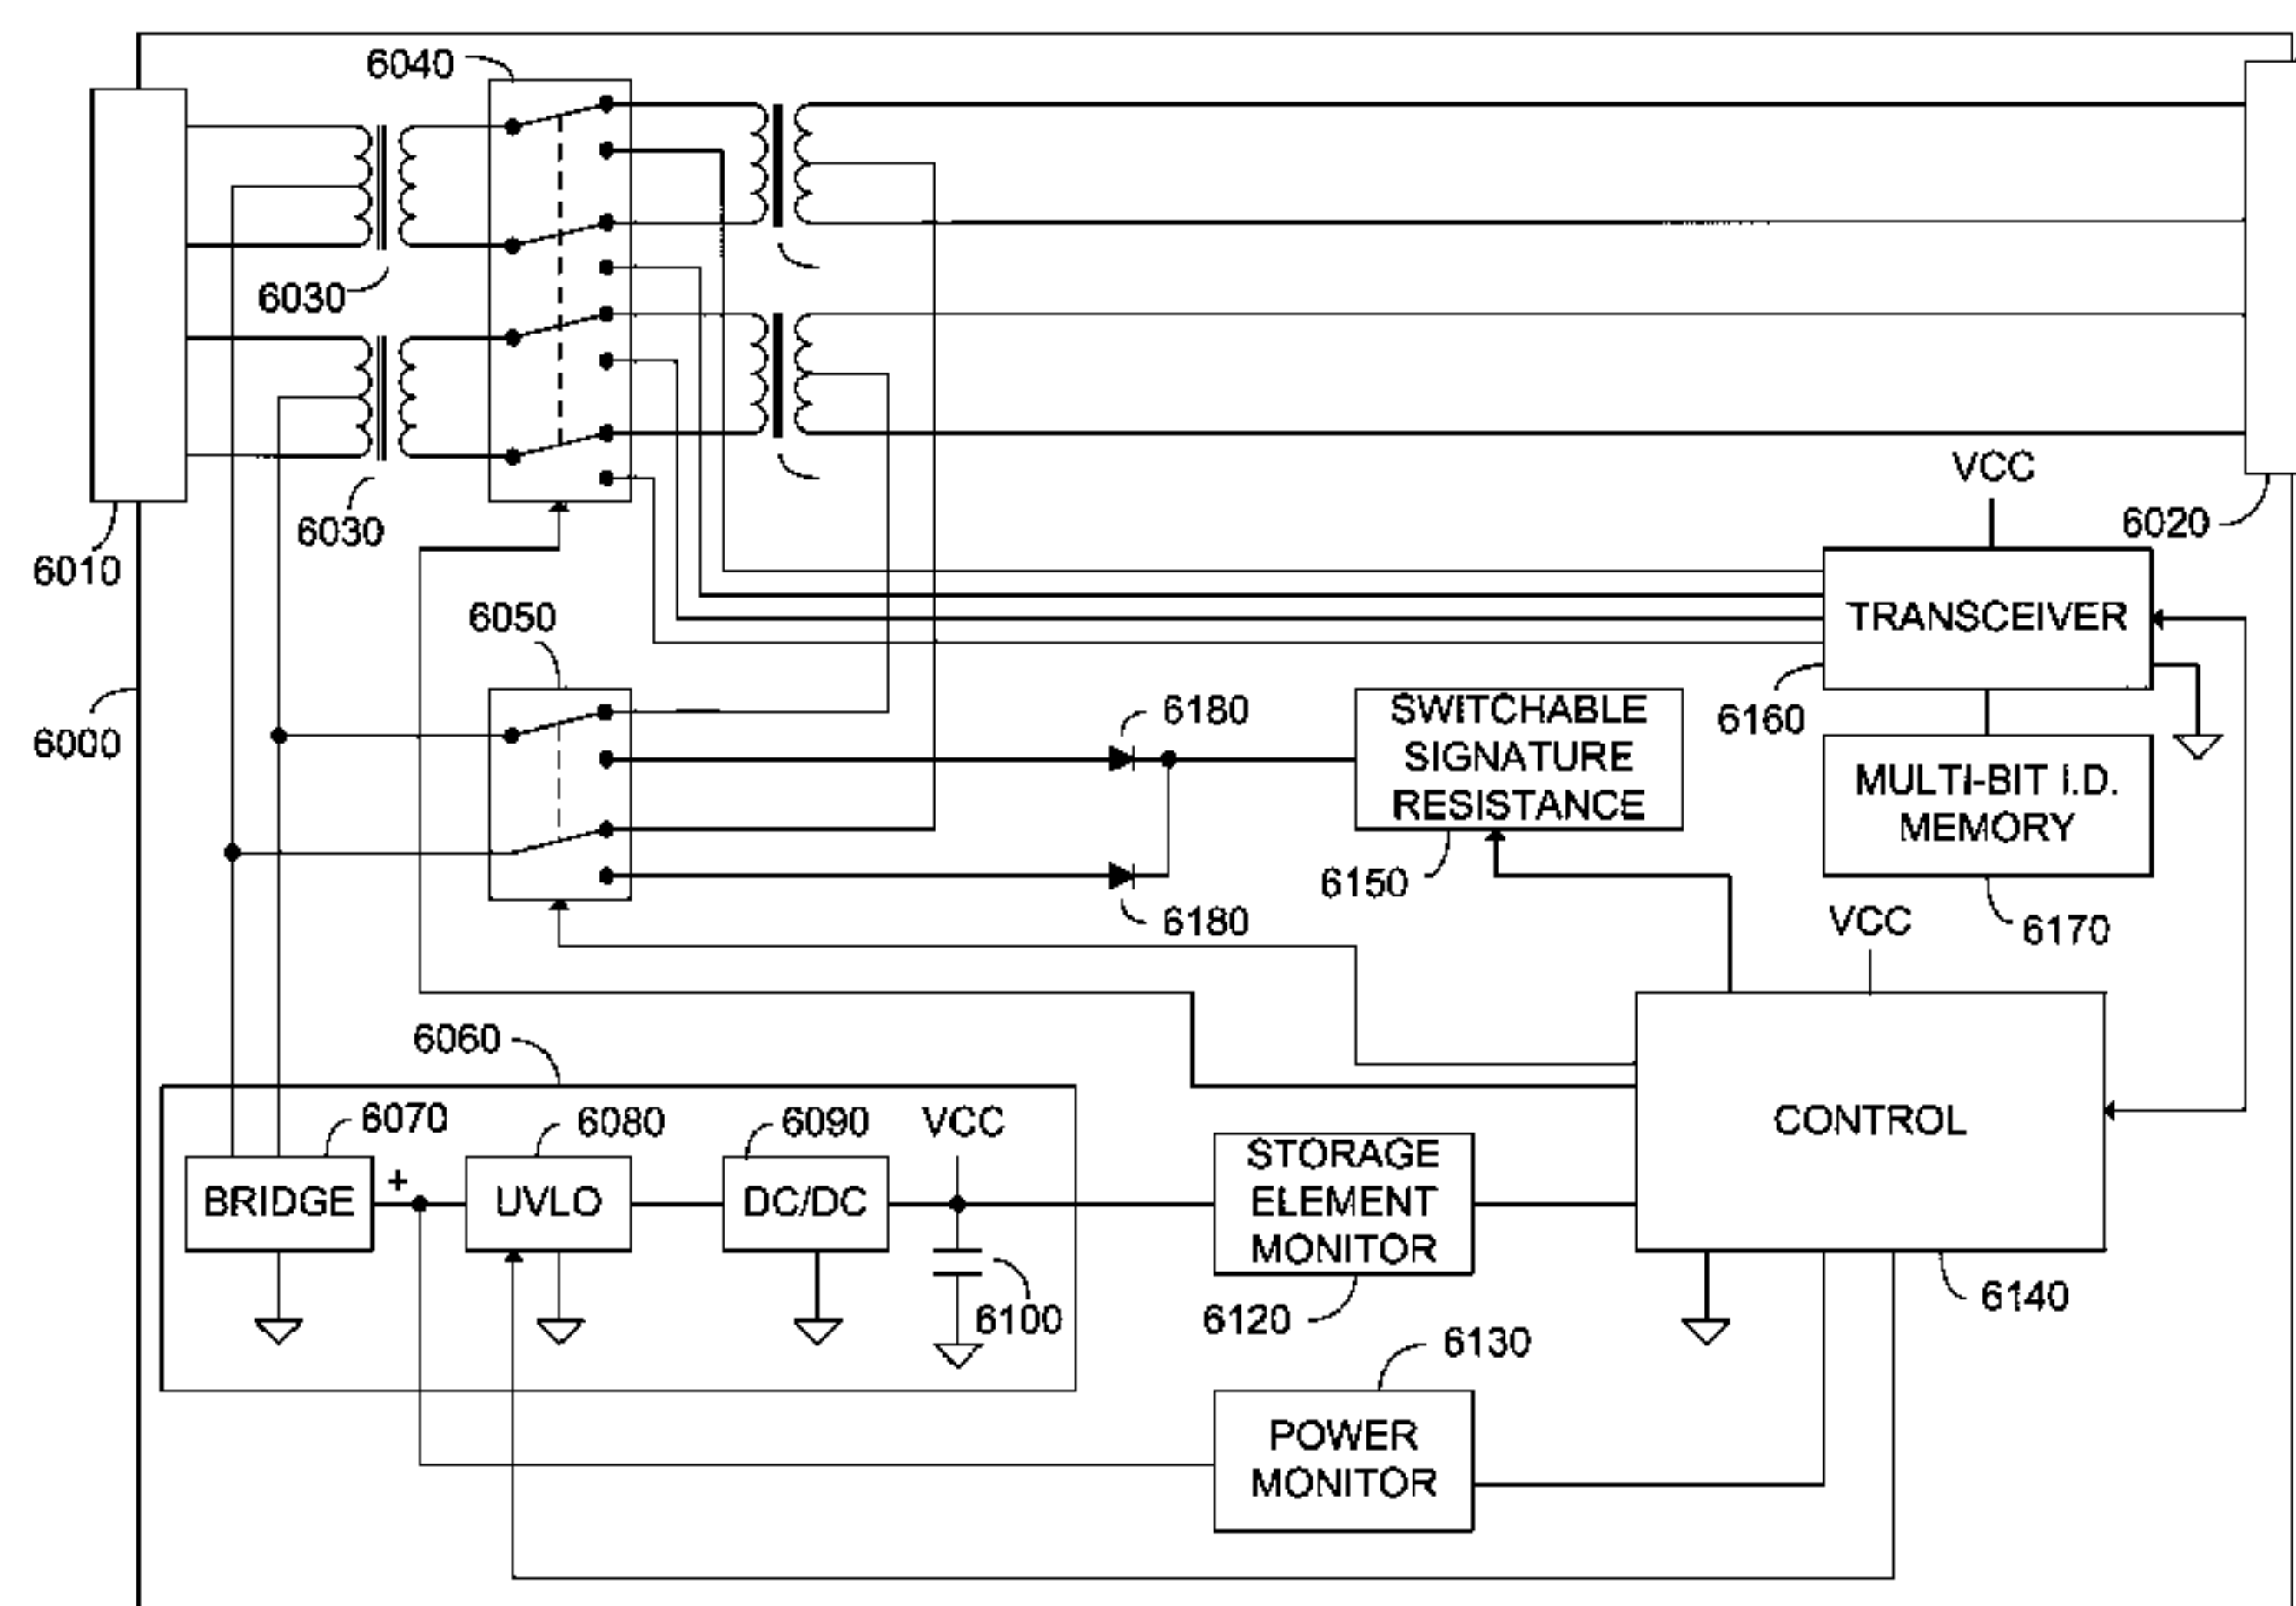 6040
6030
6030
6010
6020
VCC
TRANSCEIVER
6050
6160
6180
SWITCHABLE
SIGNATURE
RESISTANCE
6000
MULTI-BIT I.D.
MEMORY
6150
6180
6170
VCC
6060
CONTROL
6070
6080
6090
VCC
+
BRIDGE
UVLO
DC/DC
STORAGE
ELEMENT
MONITOR
6100
6120
6140
6130
POWER
MONITOR